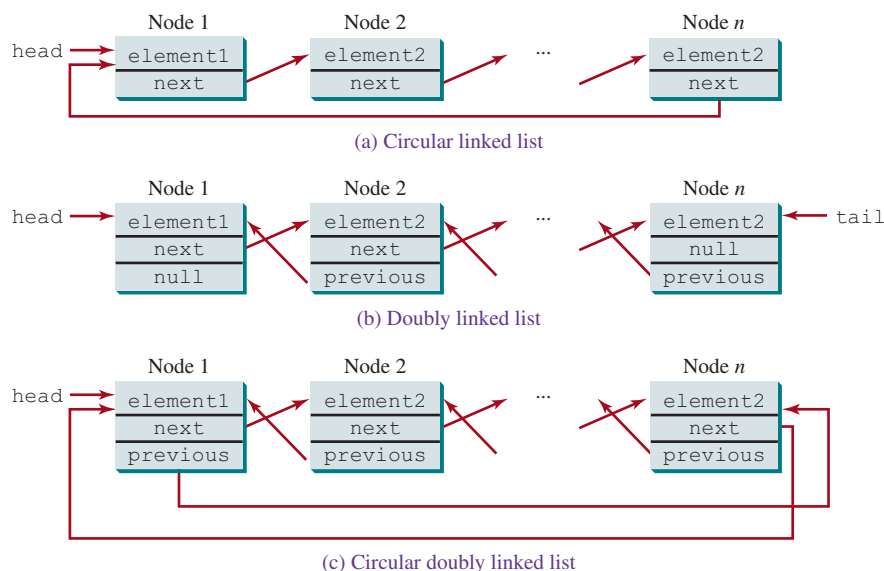 Node 1 Node 2 Node n
head element1 element2 ... element2
next next next
(a) Circular linked list
Node 1 Node 2 Node n
head element1 element2 ... element2 tail
next next null
null previous previous
(b) Doubly linked list
Node 1 Node 2 Node n
head element1 element2 ... element2
next next next
previous previous previous
(c) Circular doubly linked list